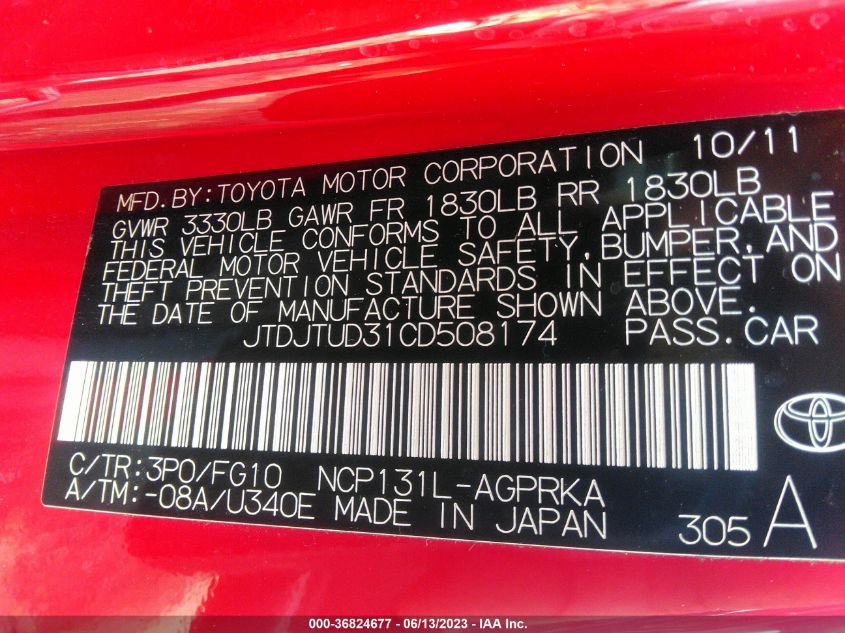 MFD. BY: TOYOTA MOTOR CORPORATION 10/11
GVWR 3330LB GAWR FR 1830LB RR 1830LB
THIS VEHICLE CONFORMS TO ALL APPLICABLE
FEDERAL MOTOR VEHICLE SAFETY, BUMPER, AND
THEFT PREVENTION STANDARDS IN EFFECT ON
THE DATE OF MANUFACTURE SHOWN ABOVE.
JTDJTUD31CD508174 PASS. CAR
C/TR: 3P0/FG10 NCP131L-AGPRKA
A/TM: -08A/U340E MADE IN JAPAN 305 A
000-36824677 - 06/13/2023 - IAA Inc.